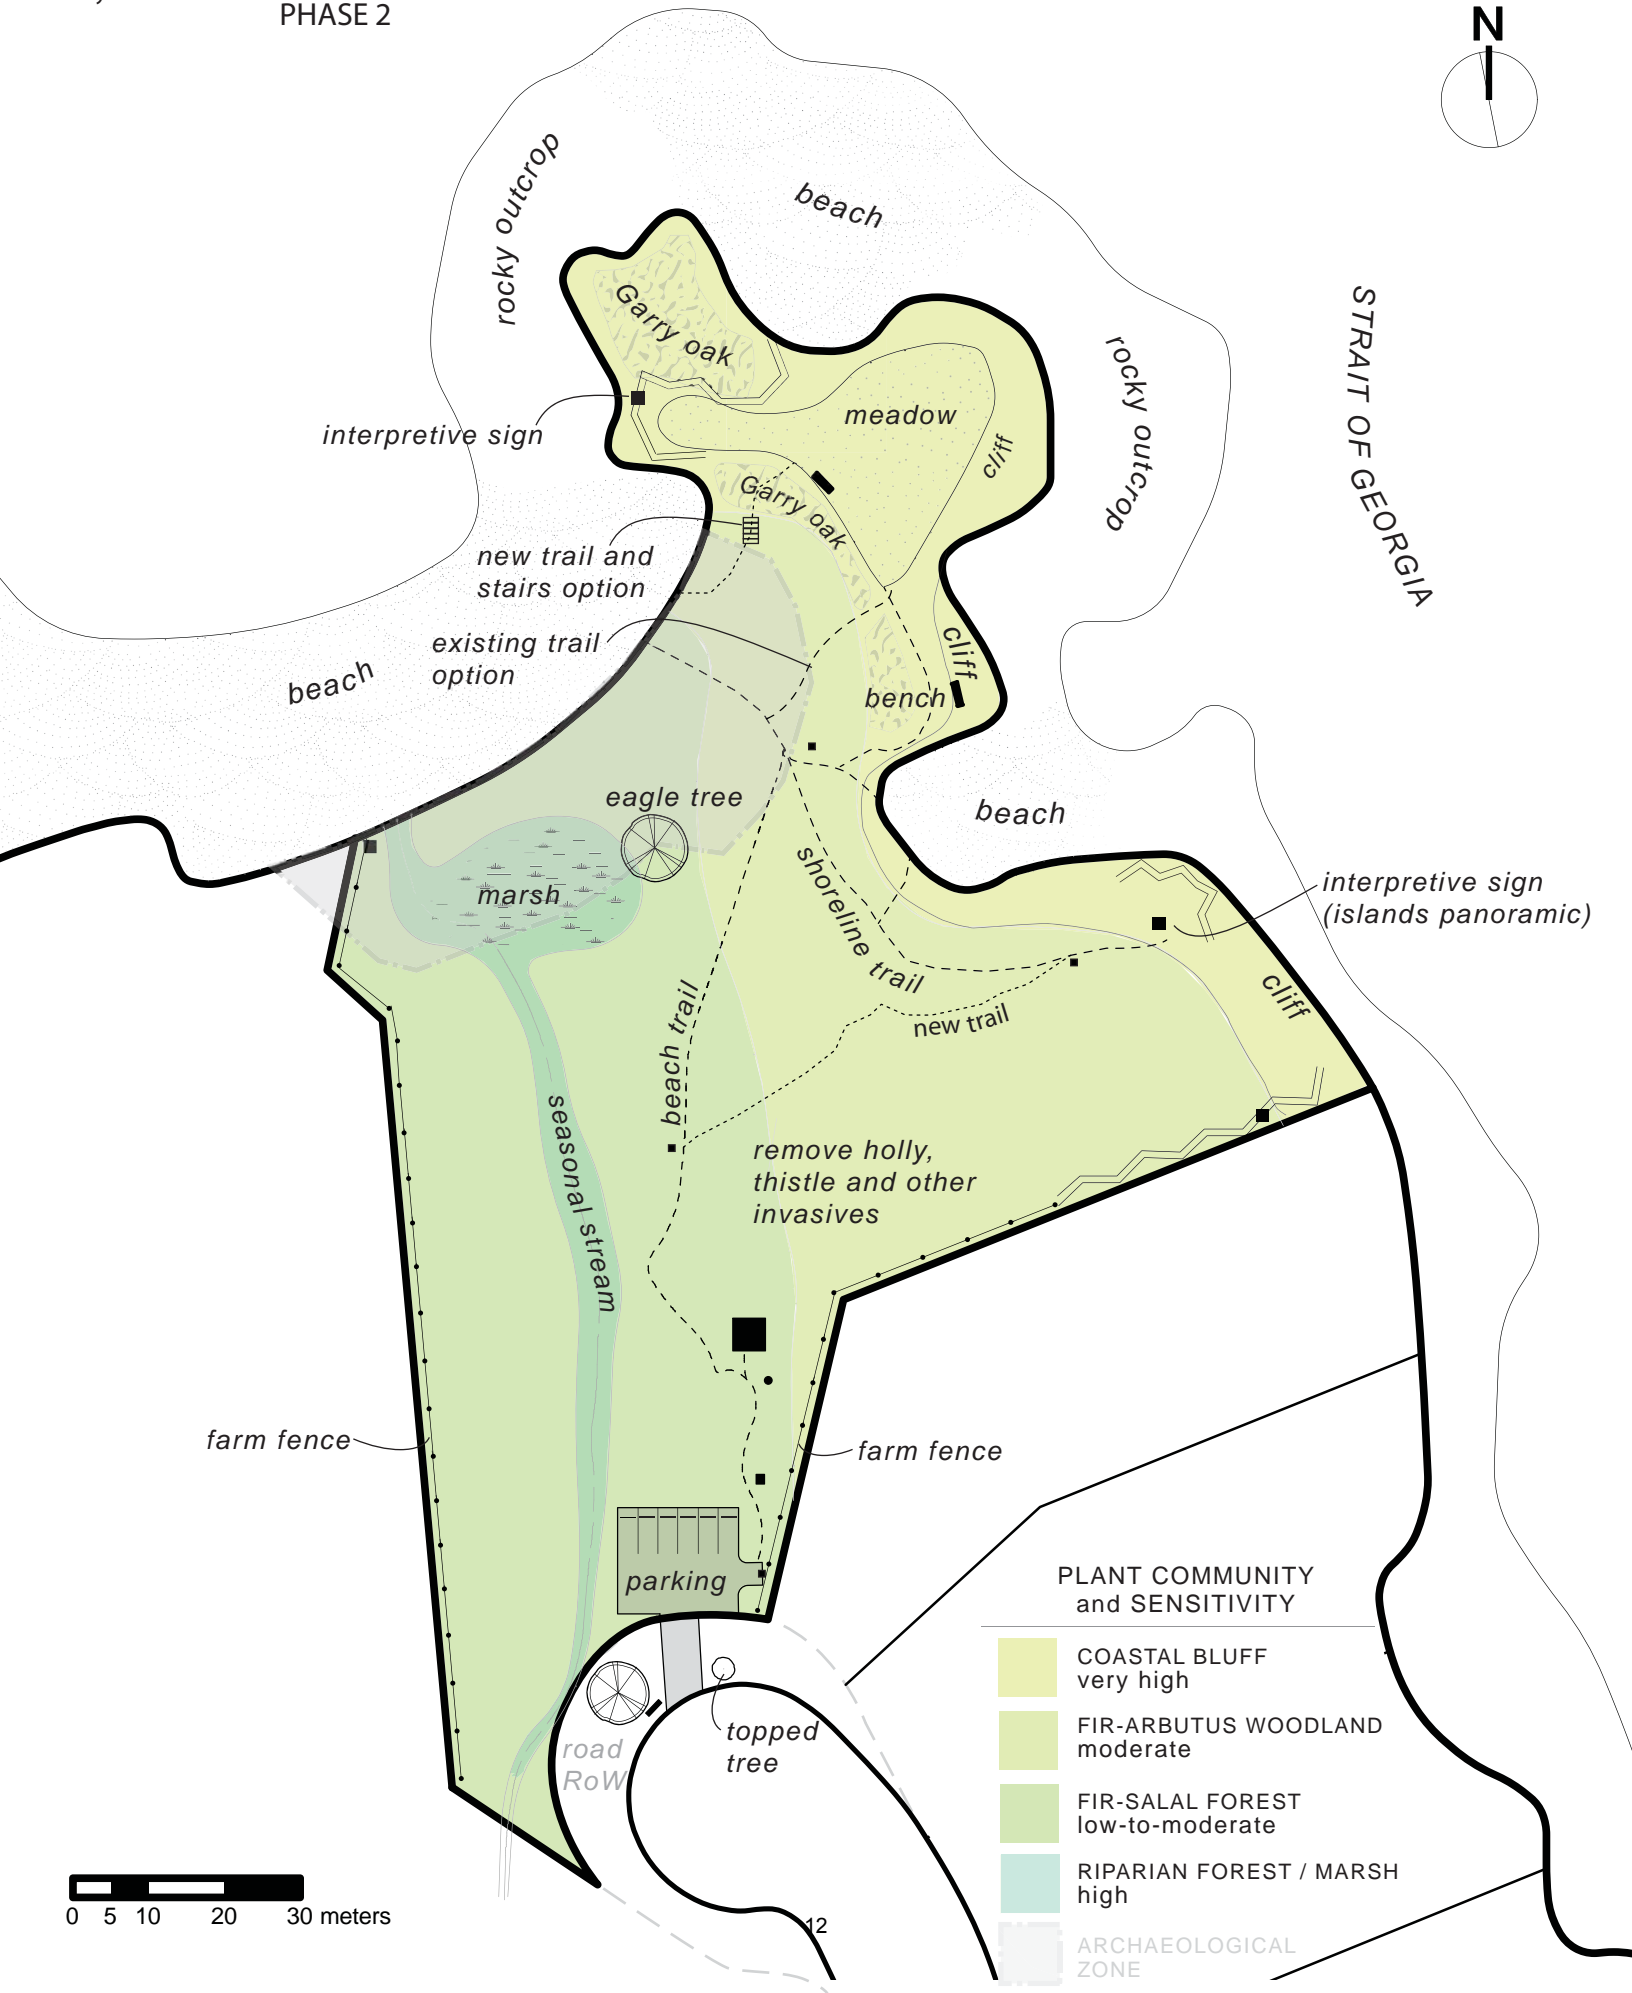 PHASE 2
N
rocky outcrop
beach
Garry oak
STRAIT OF GEORGIA
rocky outcrop
meadow
interpretive sign
cliff
Garry oak
new trail and
stairs option
existing trail
option
cliff
beach
bench
eagle tree
beach
marsh
shoreline trail
interpretive sign
(islands panoramic)
cliff
beach trail
new trail
seasonal stream
remove holly,
thistle and other
invasives
farm fence
farm fence
parking
topped
tree
road
RoW
PLANT COMMUNITY
and SENSITIVITY
COASTAL BLUFF
very high
FIR-ARBUTUS WOODLAND
moderate
FIR-SALAL FOREST
low-to-moderate
RIPARIAN FOREST / MARSH
high
ARCHAEOLOGICAL
ZONE
0 5 10 20 30 meters
12